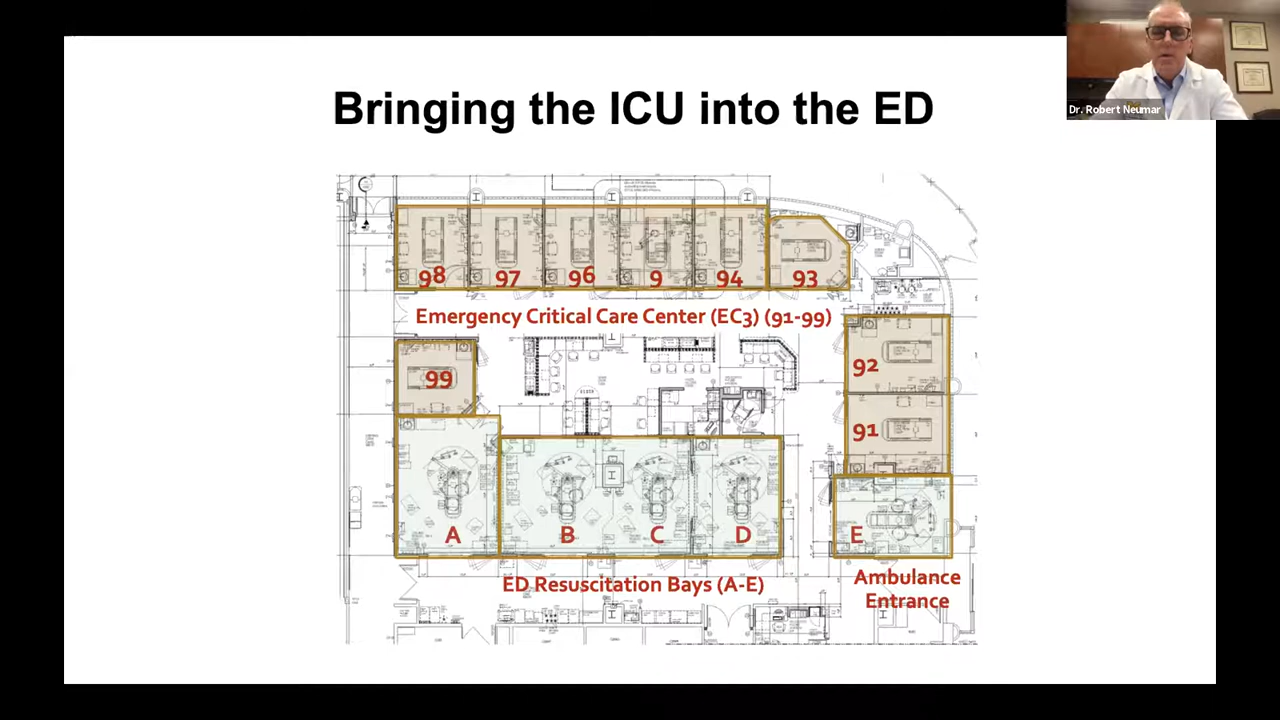 Bringing the ICU into the ED
Dr. Robert Neumar
98 97 96 9 94 93
Emergency Critical Care Center (EC3) (91-99)
92
99
91
A B C D E
ED Resuscitation Bays (A-E)
Ambulance
Entrance